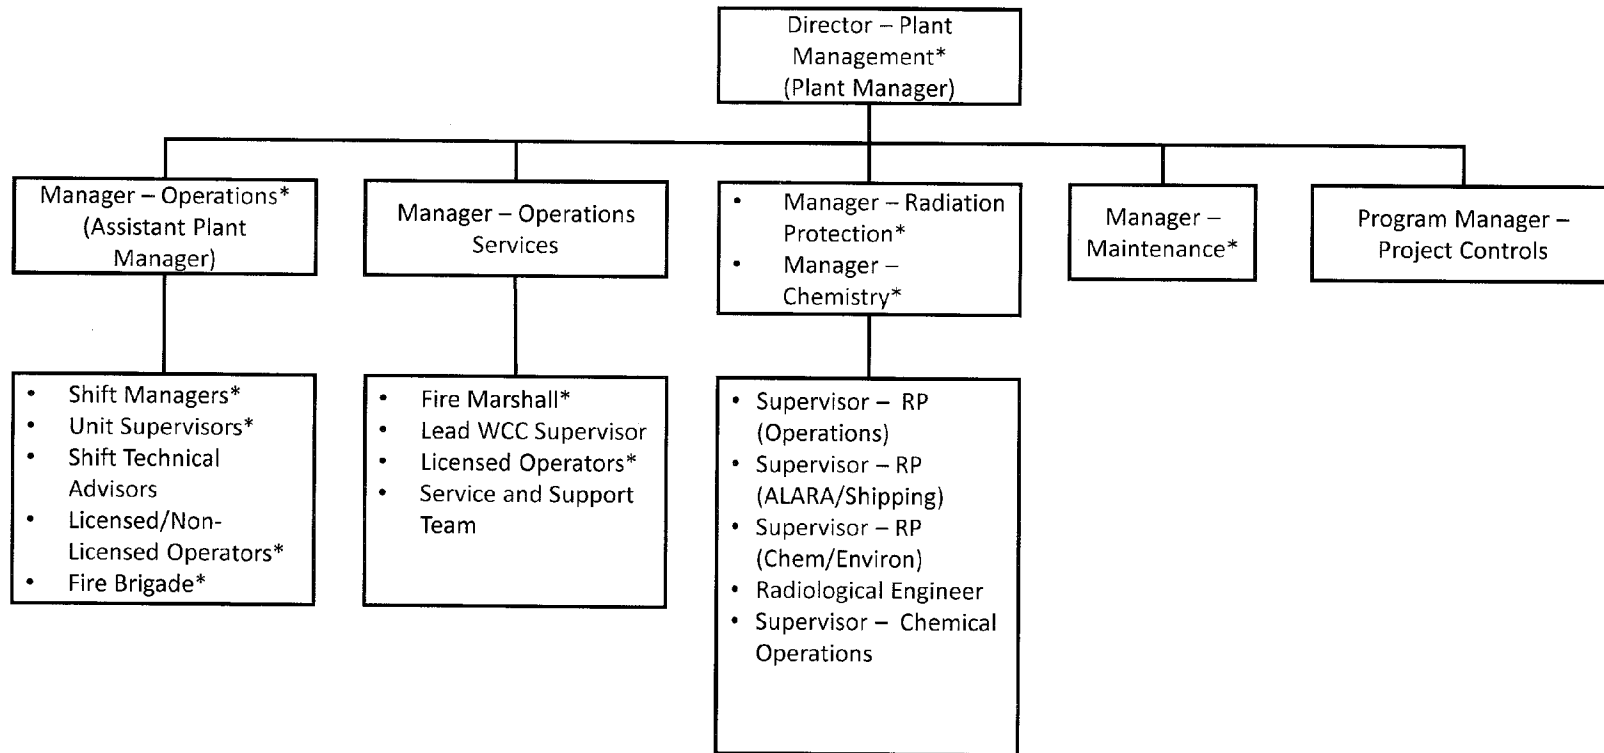 Director – Plant
Management*
(Plant Manager)
Manager – Operations*
(Assistant Plant
Manager)
Manager – Operations
Services
• Manager – Radiation
Protection*
• Manager –
Chemistry*
Manager –
Maintenance*
Program Manager –
Project Controls
• Shift Managers*
• Unit Supervisors*
• Shift Technical
Advisors
• Licensed/Non-
Licensed Operators*
• Fire Brigade*
• Fire Marshall*
• Lead WCC Supervisor
• Licensed Operators*
• Service and Support
Team
• Supervisor – RP
(Operations)
• Supervisor – RP
(ALARA/Shipping)
• Supervisor – RP
(Chem/Environ)
• Radiological Engineer
• Supervisor – Chemical
Operations